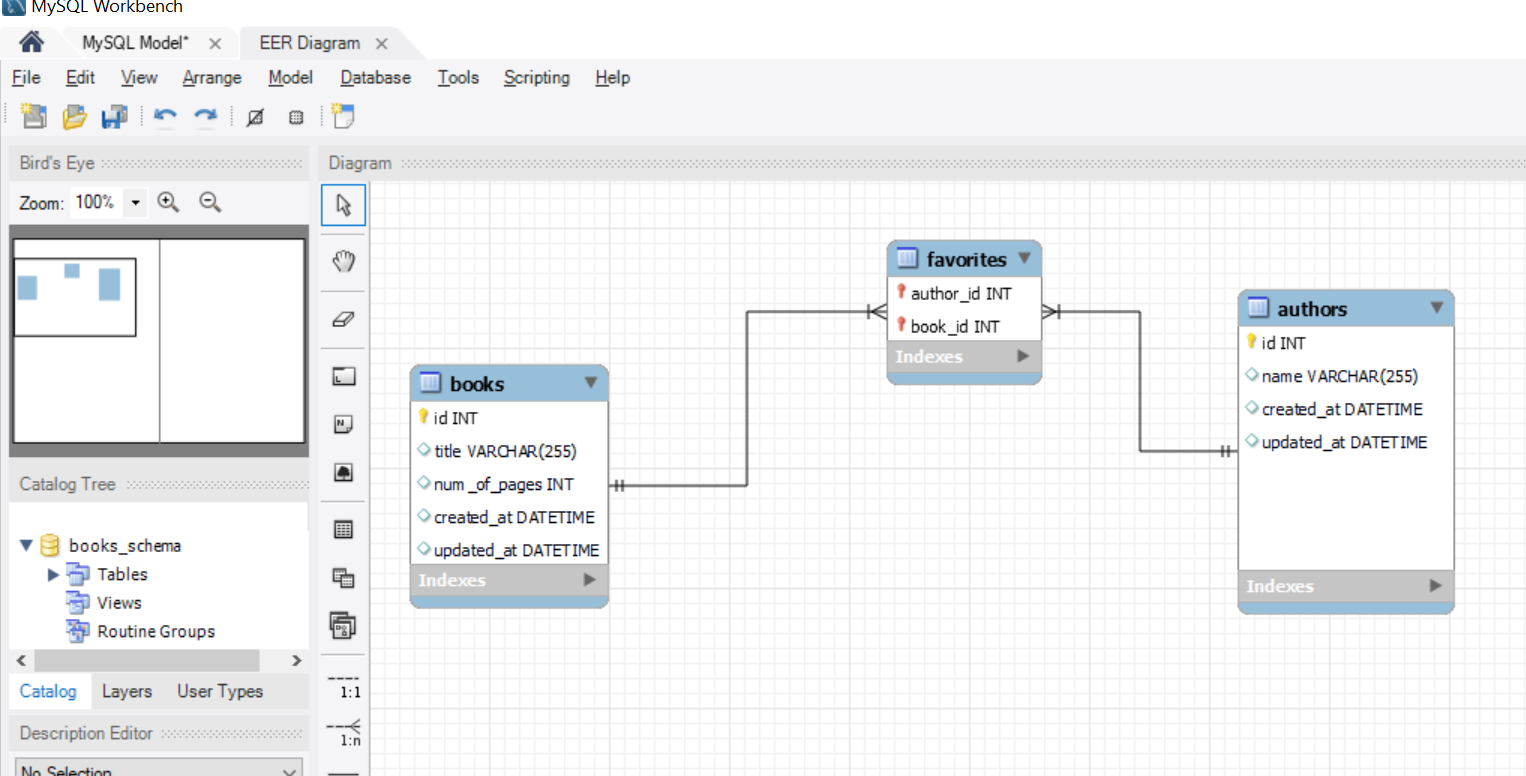 MySQL Workbench
MySQL Model*
EER Diagram
File Edit View Arrange Model Database Tools Scripting Help
Bird's Eye
Zoom: 100%
Diagram
favorites
author_id INT
book_id INT
Indexes
authors
id INT
name VARCHAR(255)
created_at DATETIME
updated_at DATETIME
Indexes
books
id INT
title VARCHAR(255)
num _of_pages INT
created_at DATETIME
updated_at DATETIME
Indexes
Catalog Tree
books_schema
Tables
Views
Routine Groups
Catalog Layers User Types
Description Editor
No Selection
1:1
1:n